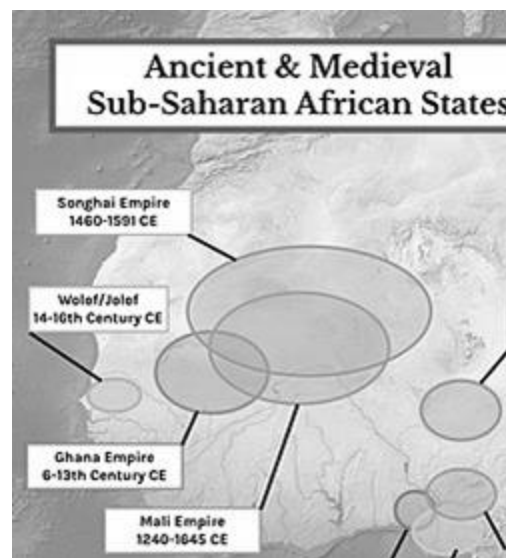 Ancient & Medieval
Sub-Saharan African States
Songhai Empire
1460-1591 CE
Wolof/Jolof
14-16th Century CE
Ghana Empire
6-13th Century CE
Mali Empire
1240-1645 CE